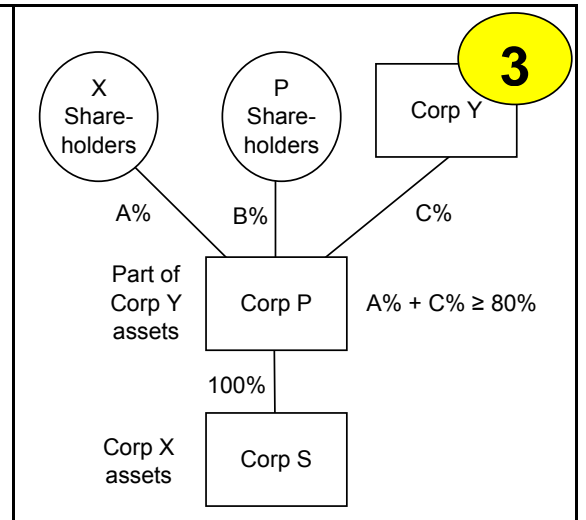 3
X
Share-
holders
P
Share-
holders
Corp Y
A%
B%
C%
Part of
Corp Y
assets
Corp P
A% + C% ≥ 80%
100%
Corp X
assets
Corp S